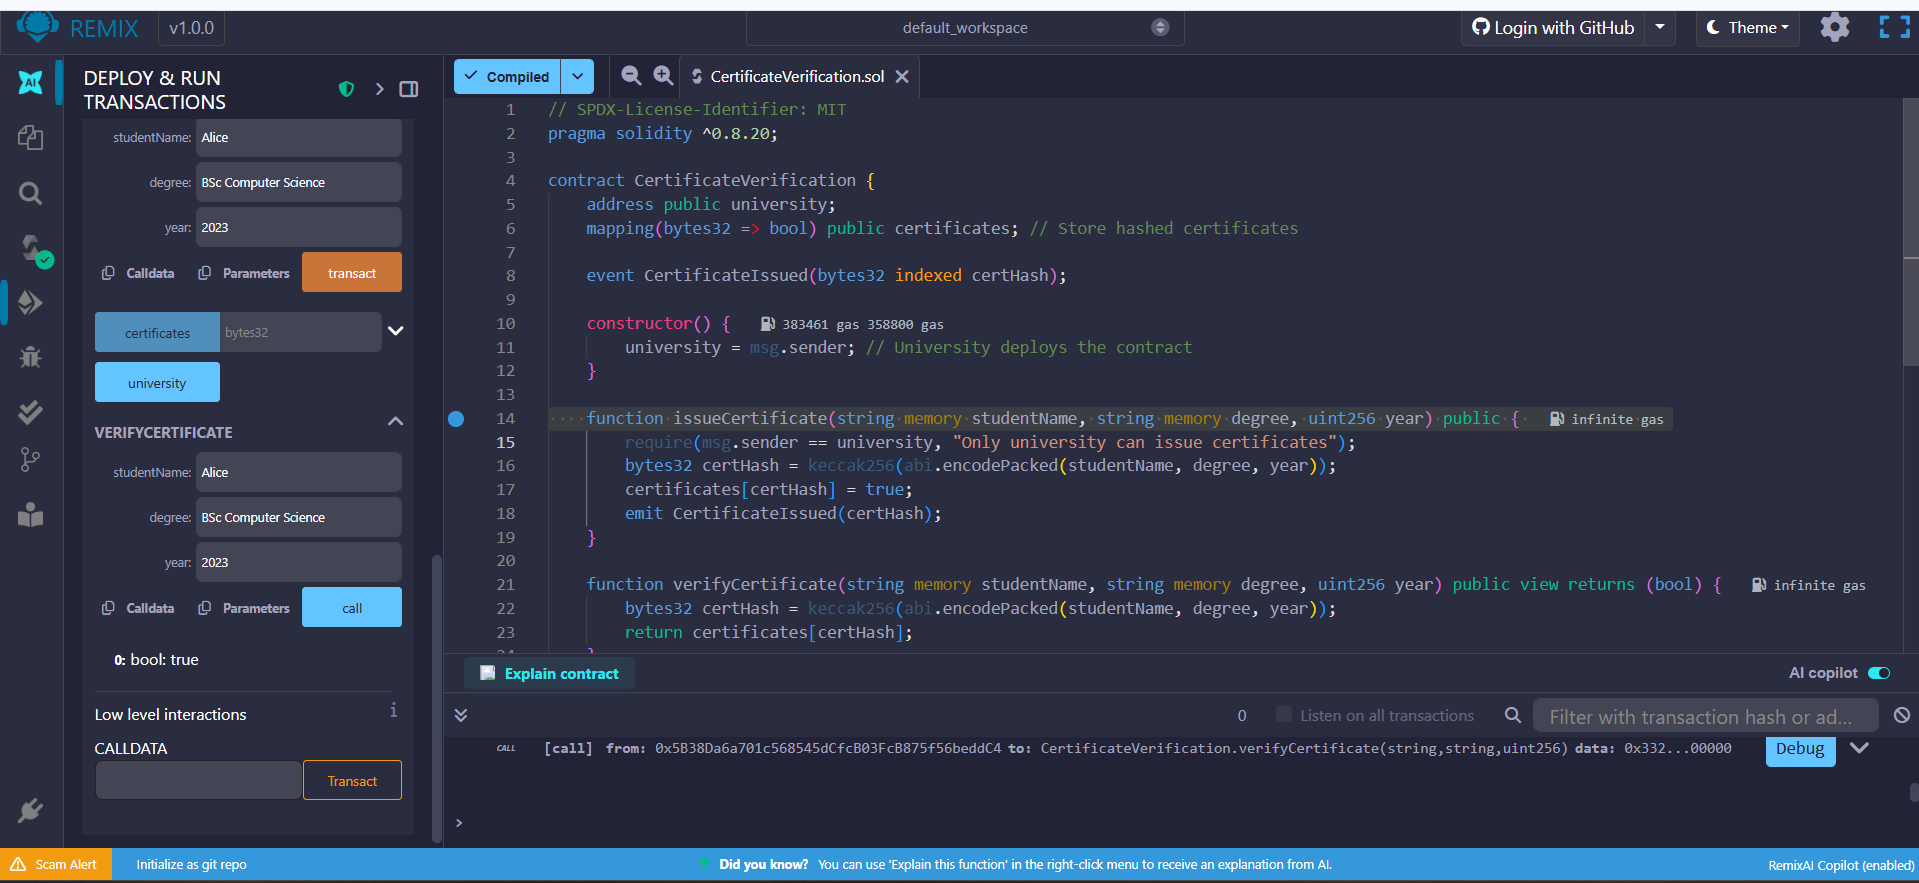 REMIX v1.0.0 default_workspace Login with GitHub Theme
AI
DEPLOY & RUN
TRANSACTIONS
studentName: Alice
degree: BSc Computer Science
year: 2023
Calldata Parameters transact
certificates bytes32
university
VERIFYCERTIFICATE
studentName: Alice
degree: BSc Computer Science
year: 2023
Calldata Parameters call
0: bool: true
Low level interactions i
CALLDATA
Transact
Compiled CertificateVerification.sol
1 // SPDX-License-Identifier: MIT
2 pragma solidity ^0.8.20;
3
4 contract CertificateVerification {
5 address public university;
6 mapping(bytes32 => bool) public certificates; // Store hashed certificates
7
8 event CertificateIssued(bytes32 indexed certHash);
9
10 constructor() { 383461 gas 358800 gas
11 university = msg.sender; // University deploys the contract
12 }
13
14 function issueCertificate(string memory studentName, string memory degree, uint256 year) public { infinite gas
15 require(msg.sender == university, "Only university can issue certificates");
16 bytes32 certHash = keccak256(abi.encodePacked(studentName, degree, year));
17 certificates[certHash] = true;
18 emit CertificateIssued(certHash);
19 }
20
21 function verifyCertificate(string memory studentName, string memory degree, uint256 year) public view returns (bool) { infinite gas
22 bytes32 certHash = keccak256(abi.encodePacked(studentName, degree, year));
23 return certificates[certHash];
24 }
Explain contract AI copilot
0 Listen on all transactions Filter with transaction hash or ad...
CALL [call] from: 0x5B38Da6a701c568545dCfcB03FcB875f56beddC4 to: CertificateVerification.verifyCertificate(string,string,uint256) data: 0x332...00000 Debug
>
Scam Alert Initialize as git repo Did you know? You can use 'Explain this function' in the right-click menu to receive an explanation from AI. RemixAI Copilot (enabled)